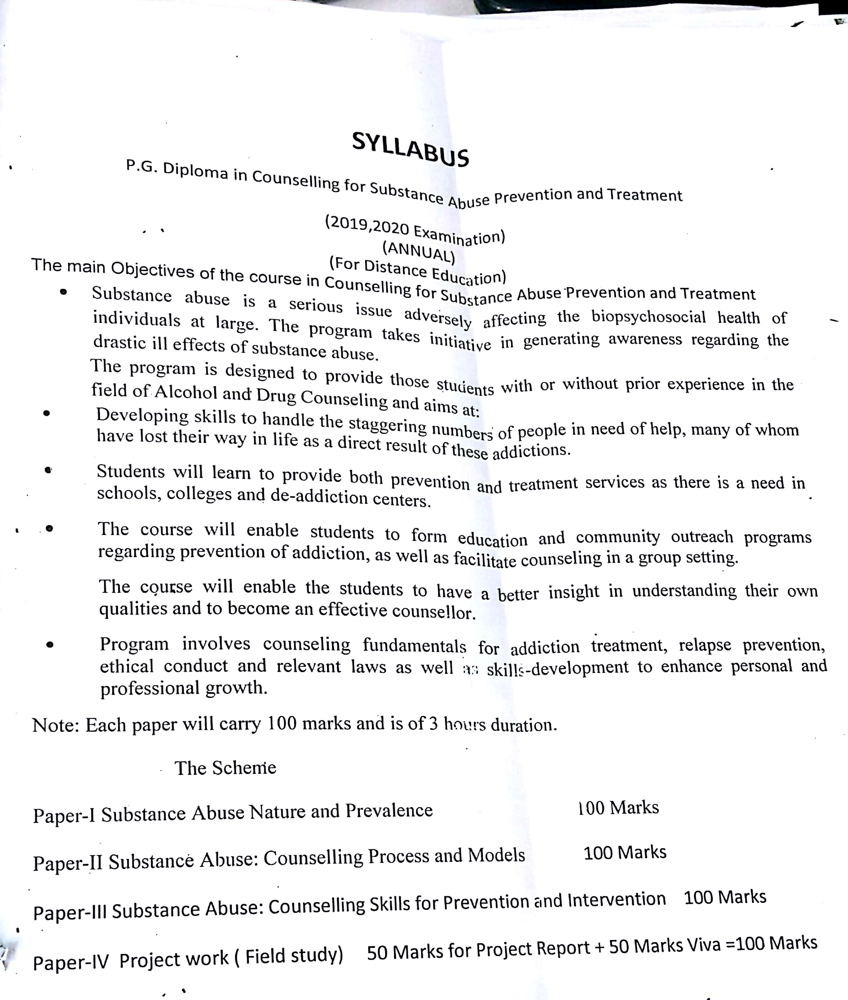 SYLLABUS
P.G. Diploma in Counselling for Substance Abuse Prevention and Treatment
(2019,2020 Examination)
(ANNUAL)
(For Distance Education)
The main Objectives of the course in Counselling for Substance Abuse Prevention and Treatment
• Substance abuse is a serious issue adversely affecting the biopsychosocial health of
individuals at large. The program takes initiative in generating awareness regarding the
drastic ill effects of substance abuse.
The program is designed to provide those students with or without prior experience in the
field of Alcohol and Drug Counseling and aims at:
• Developing skills to handle the staggering numbers of people in need of help, many of whom
have lost their way in life as a direct result of these addictions.
• Students will learn to provide both prevention and treatment services as there is a need in
schools, colleges and de-addiction centers.
• The course will enable students to form education and community outreach programs
regarding prevention of addiction, as well as facilitate counseling in a group setting.
The course will enable the students to have a better insight in understanding their own
qualities and to become an effective counsellor.
• Program involves counseling fundamentals for addiction treatment, relapse prevention,
ethical conduct and relevant laws as well as skills-development to enhance personal and
professional growth.
Note: Each paper will carry 100 marks and is of 3 hours duration.
The Scheme
Paper-I Substance Abuse Nature and Prevalence 100 Marks
Paper-II Substance Abuse: Counselling Process and Models 100 Marks
Paper-III Substance Abuse: Counselling Skills for Prevention and Intervention 100 Marks
Paper-IV Project work ( Field study) 50 Marks for Project Report + 50 Marks Viva =100 Marks